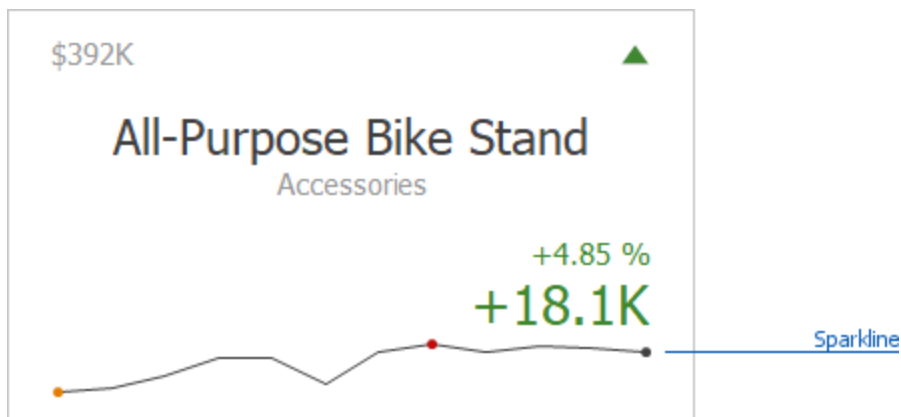 $392K
All-Purpose Bike Stand
Accessories
+4.85 %
+18.1K
Sparkline